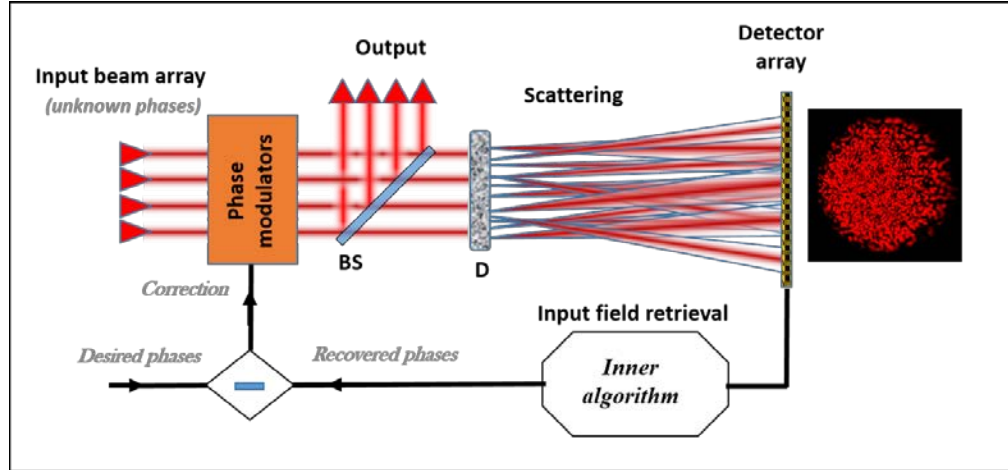 Input beam array
(unknown phases)
Phase
modulators
Output
BS
D
Scattering
Detector
array
Correction
Desired phases
Recovered phases
Input field retrieval
Inner
algorithm